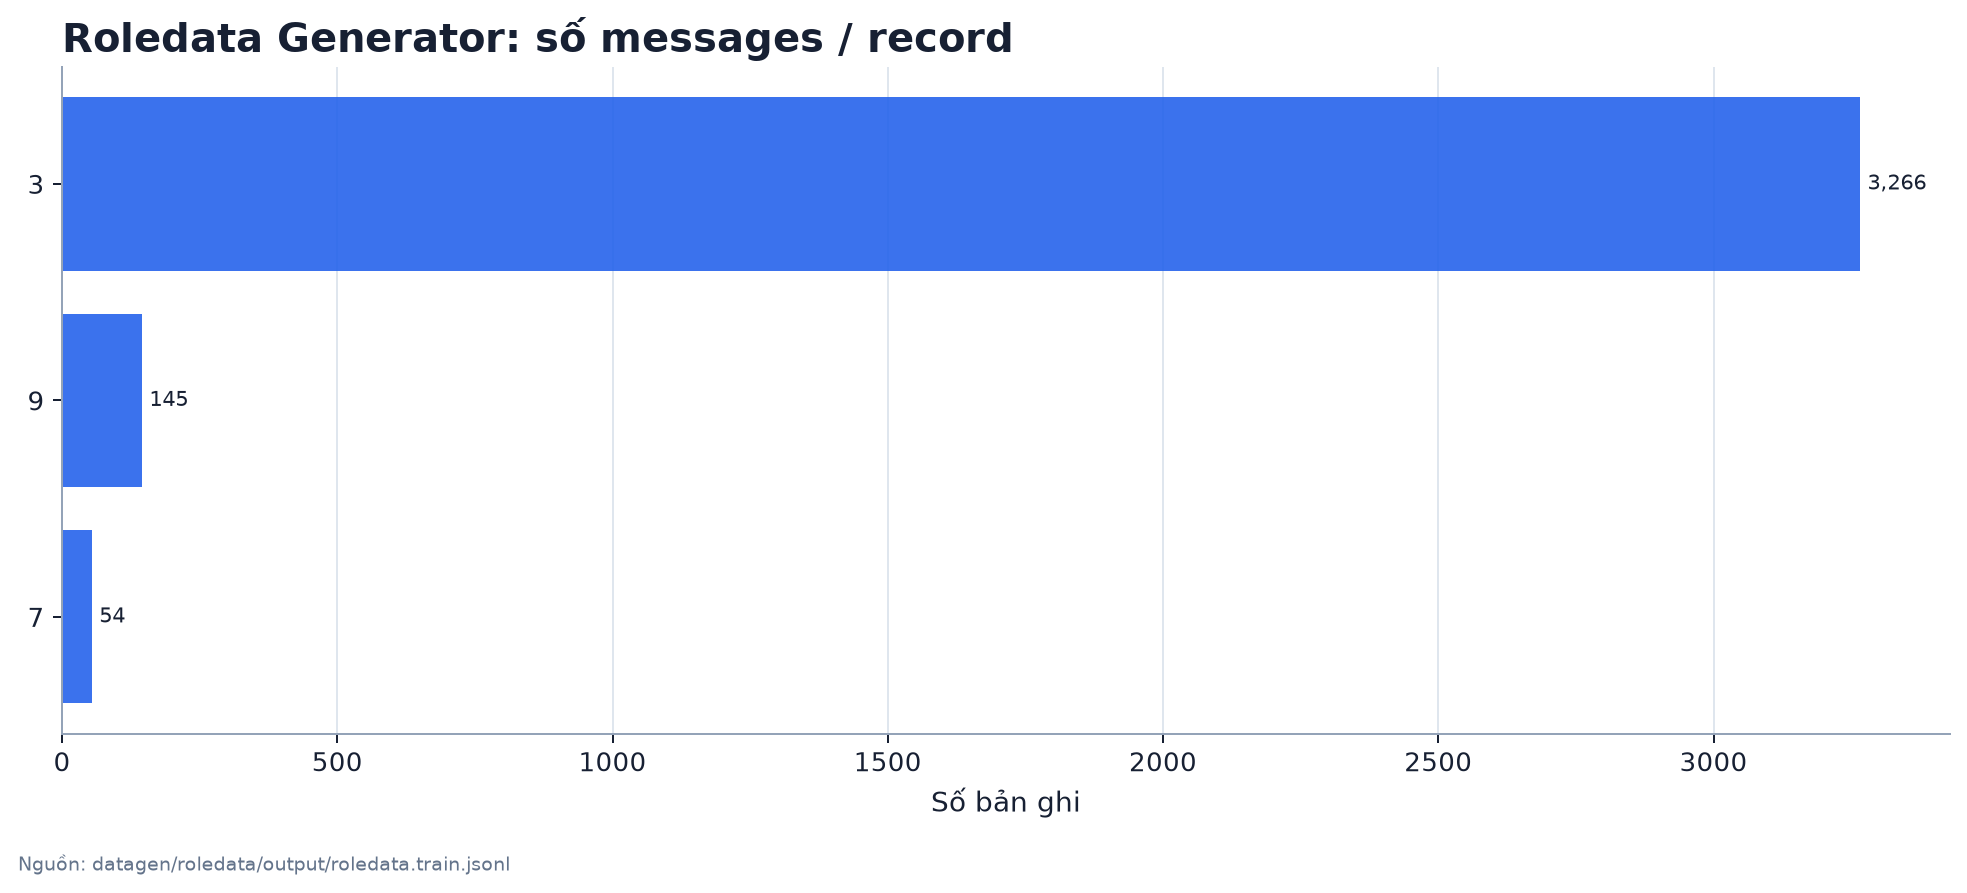 Roledata Generator: số messages / record
3
3,266
9
145
7
54
0 500 1000 1500 2000 2500 3000
Số bản ghi
Nguồn: datagen/roledata/output/roledata.train.jsonl